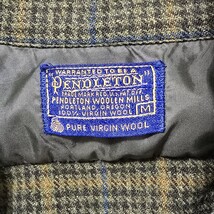 WARRANTED TO BE A
"PENDLETON"
TRADE MARK REG. U.S. PAT. OFF.
PENDLETON WOOLEN MILLS
PORTLAND, OREGON
100% VIRGIN WOOL
M
PURE VIRGIN WOOL